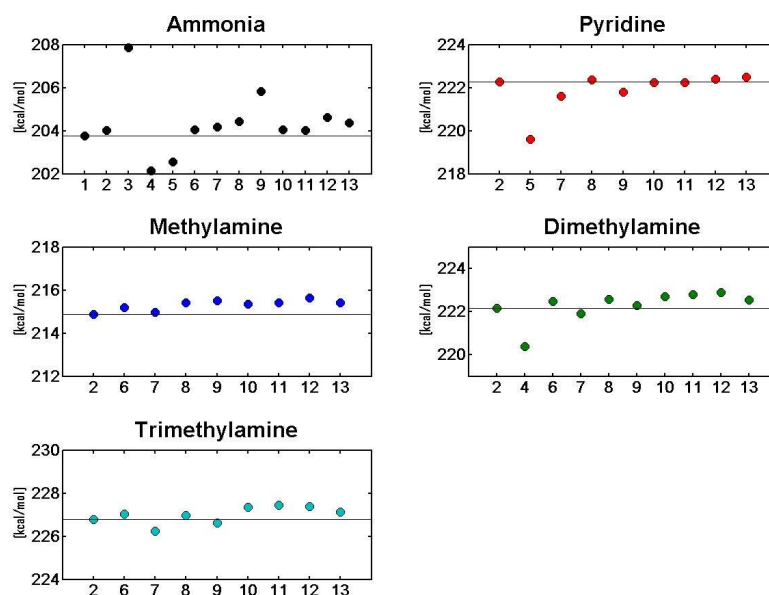 Ammonia
[kcal/mol]
208
206
204
202
1 2 3 4 5 6 7 8 9 10 11 12 13
Pyridine
[kcal/mol]
224
222
220
218
2 5 7 8 9 10 11 12 13
Methylamine
[kcal/mol]
218
216
214
212
2 6 7 8 9 10 11 12 13
Dimethylamine
[kcal/mol]
224
222
220
2 4 6 7 8 9 10 11 12 13
Trimethylamine
[kcal/mol]
230
228
226
224
2 6 7 8 9 10 11 12 13